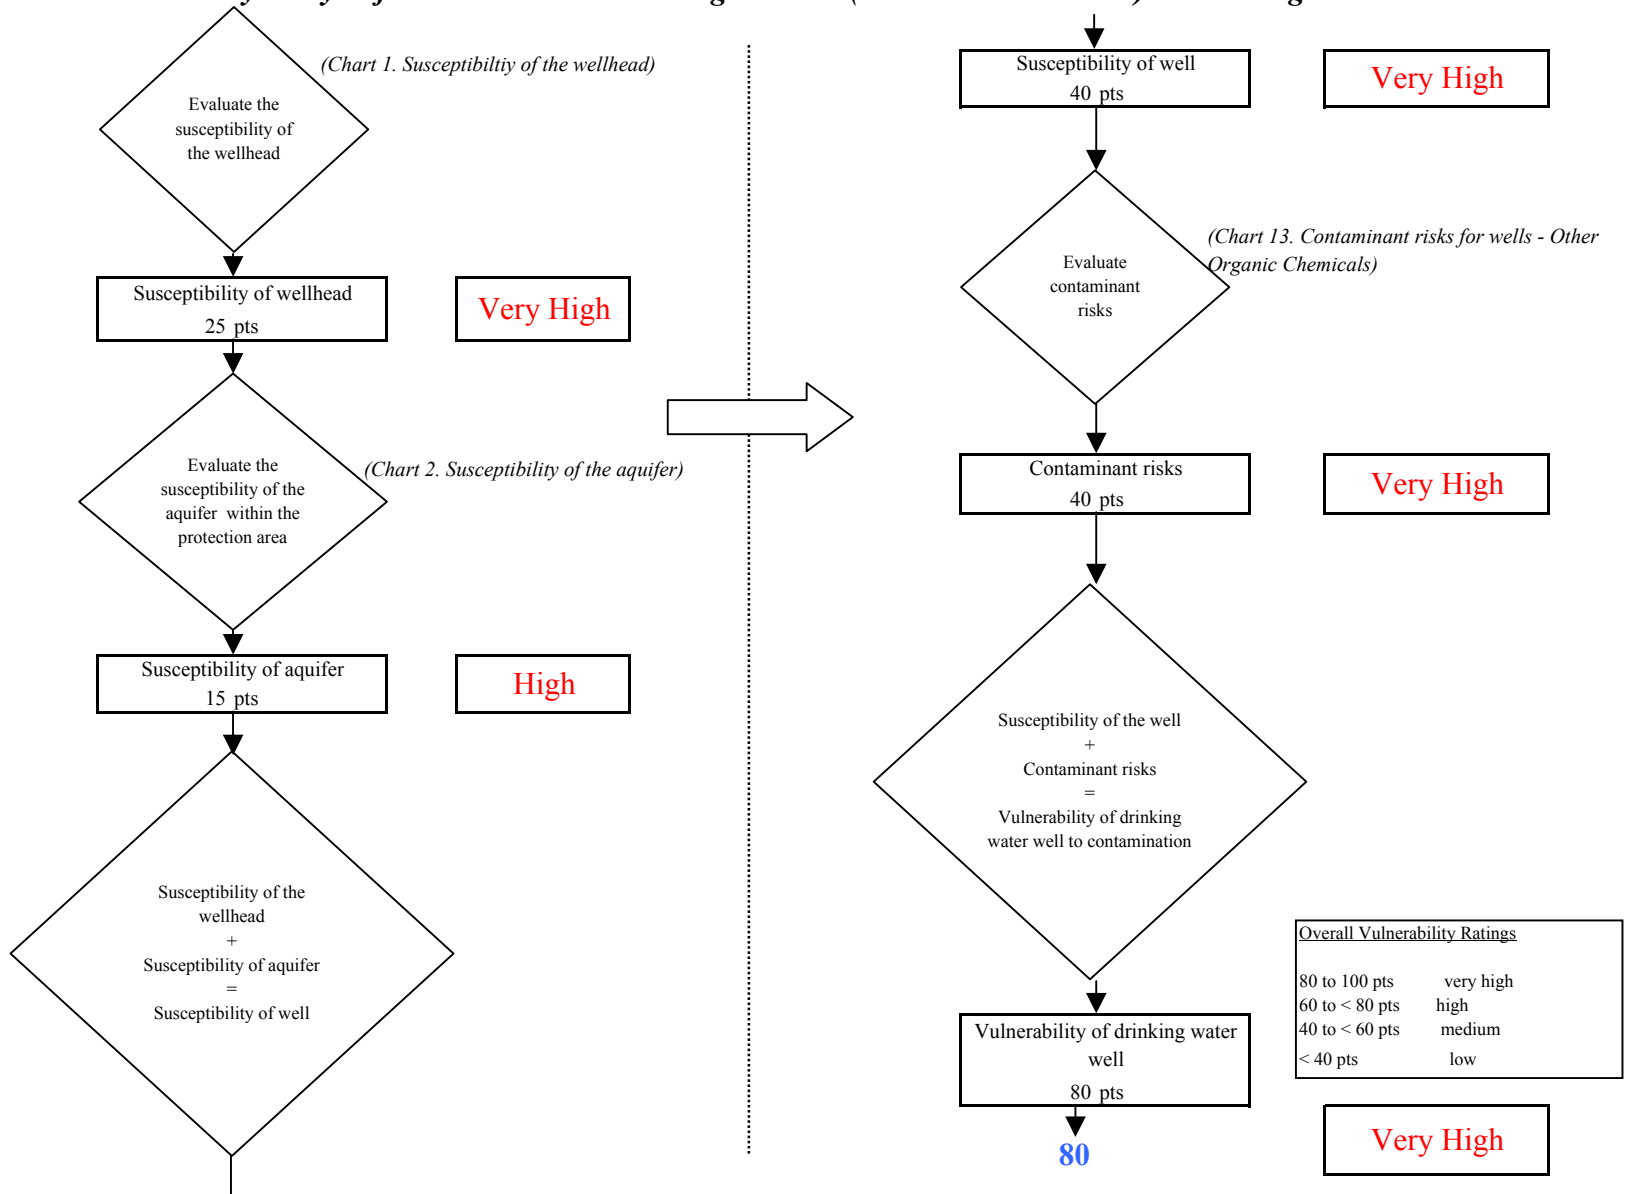 (Chart 1. Susceptibiltiy of the wellhead)
Evaluate the
susceptibility of
the wellhead
Susceptibility of wellhead
25 pts
Very High
Evaluate the
susceptibility of the
aquifer within the
protection area
(Chart 2. Susceptibility of the aquifer)
Susceptibility of aquifer
15 pts
High
Susceptibility of the
wellhead
+
Susceptibility of aquifer
=
Susceptibility of well
Susceptibility of well
40 pts
Very High
(Chart 13. Contaminant risks for wells - Other
Organic Chemicals)
Evaluate
contaminant
risks
Contaminant risks
40 pts
Very High
Susceptibility of the well
+
Contaminant risks
=
Vulnerability of drinking
water well to contamination
Vulnerability of drinking water
well
80 pts
80
Overall Vulnerability Ratings
80 to 100 pts very high
60 to < 80 pts high
40 to < 60 pts medium
< 40 pts low
Very High